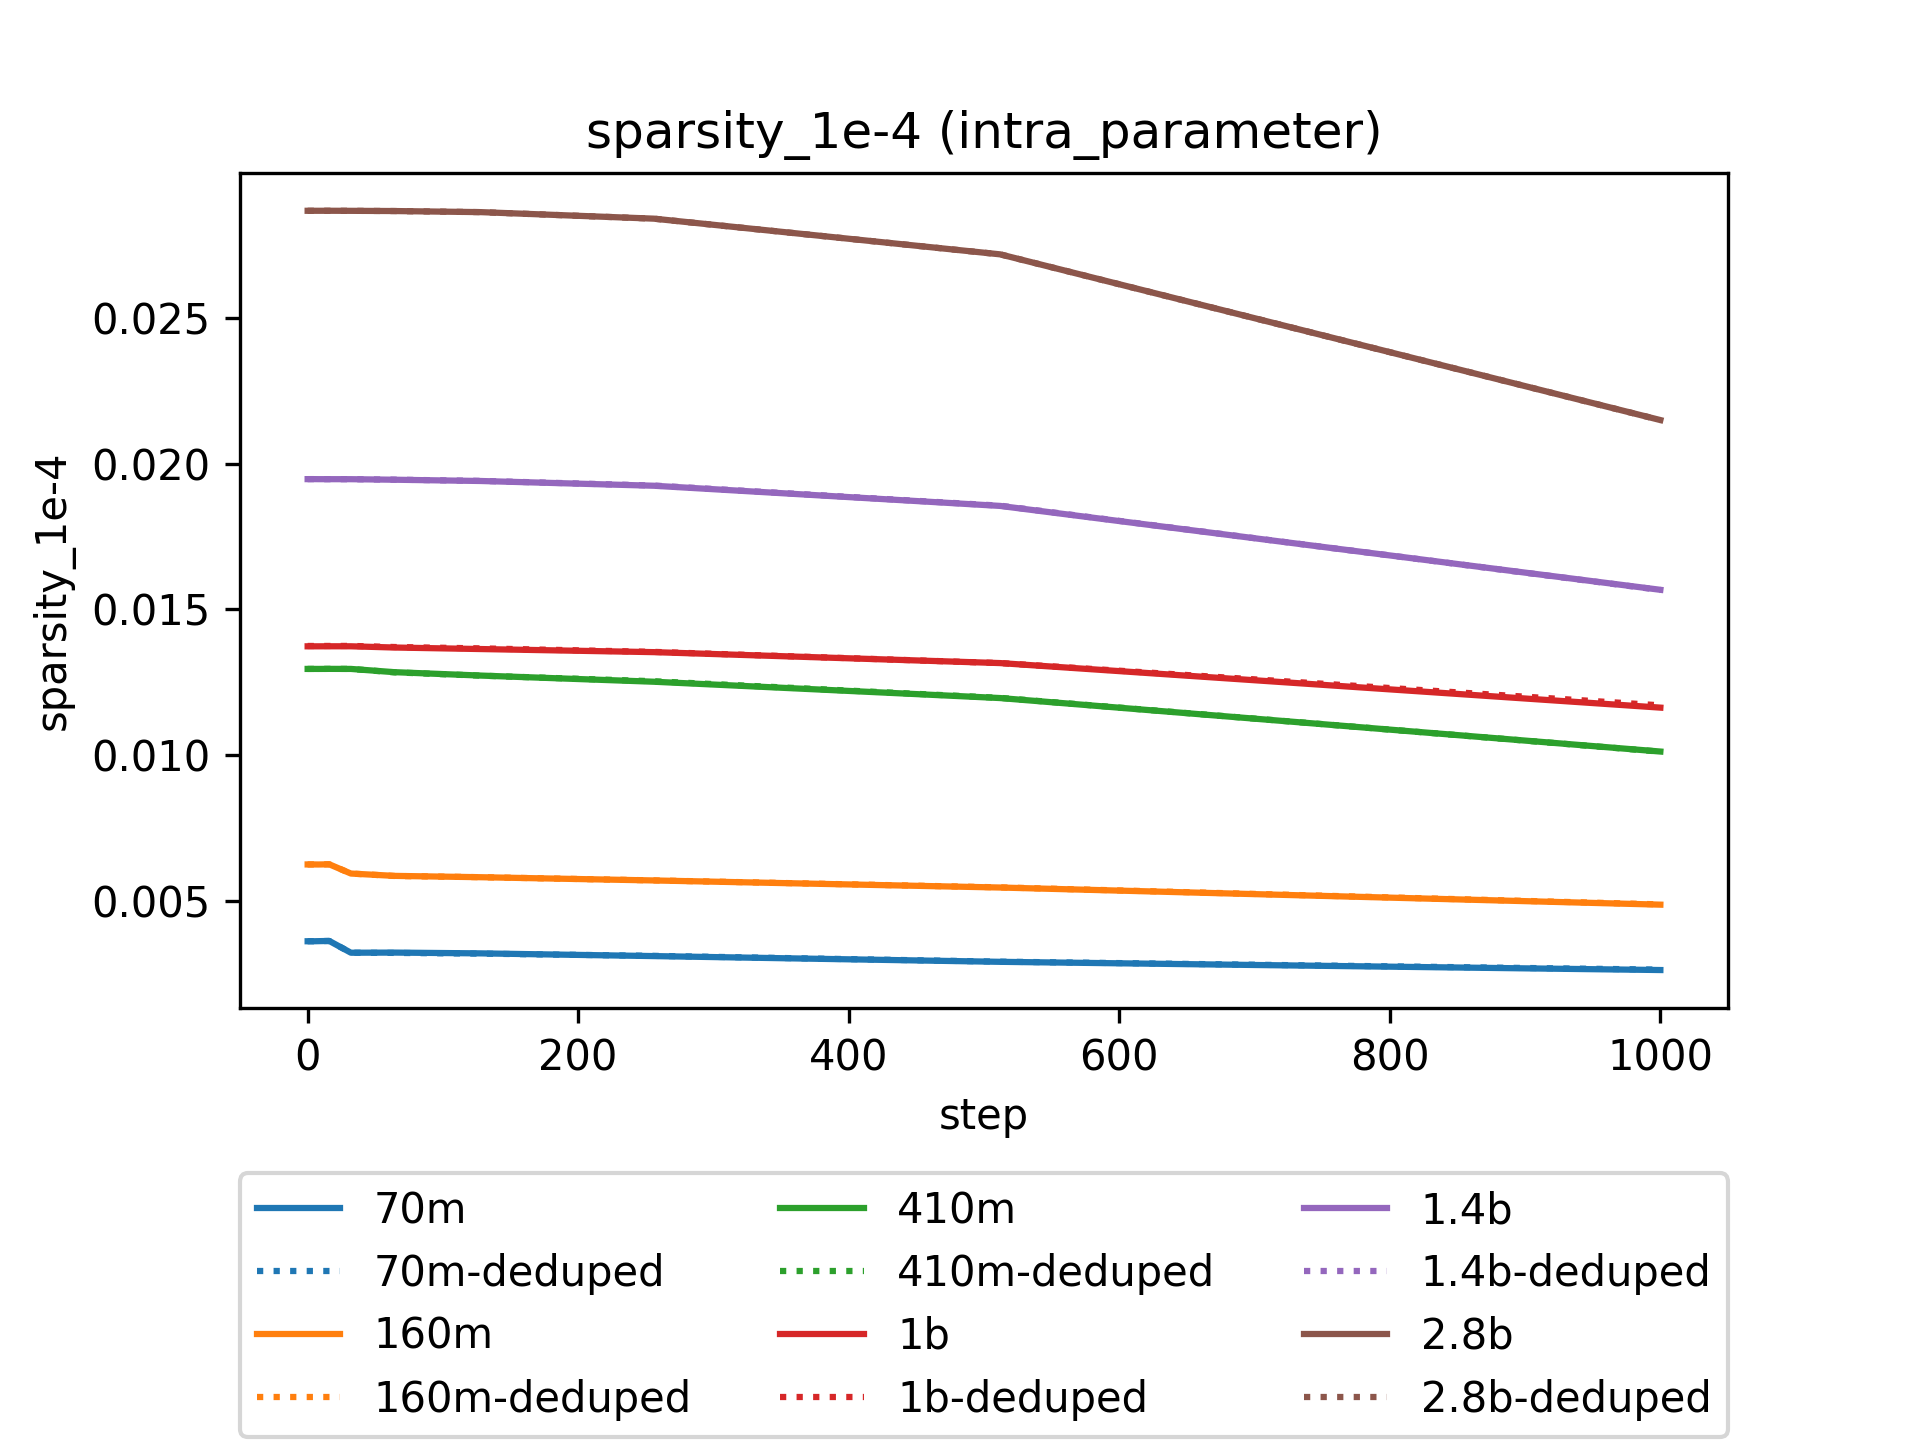 sparsity_1e-4 (intra_parameter)
sparsity_1e-4
0.025
0.020
0.015
0.010
0.005
0 200 400 600 800 1000
step
70m
70m-deduped
160m
160m-deduped
410m
410m-deduped
1b
1b-deduped
1.4b
1.4b-deduped
2.8b
2.8b-deduped